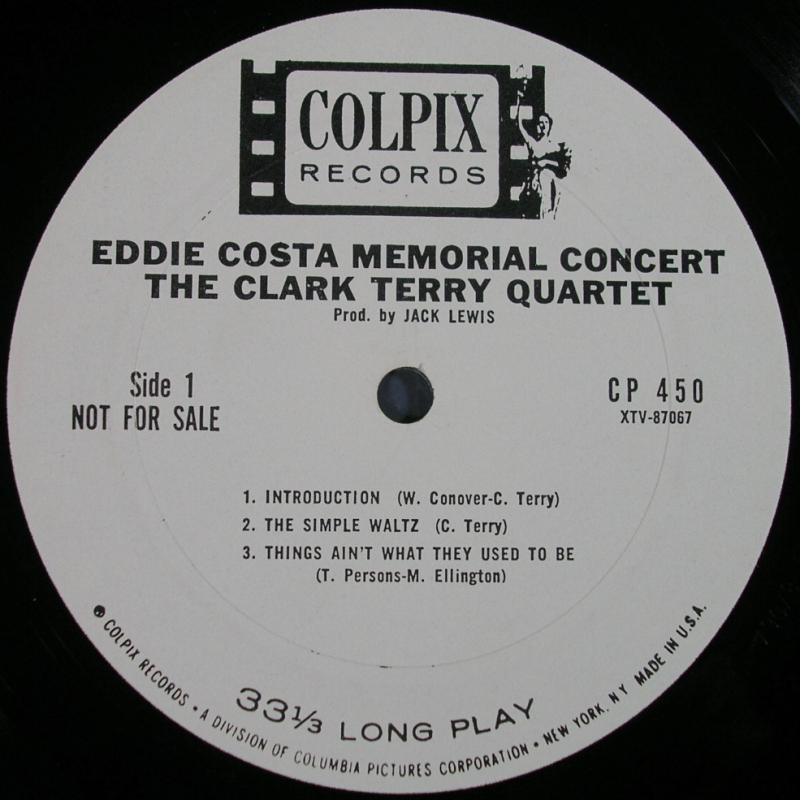 COLPIX
RECORDS
EDDIE COSTA MEMORIAL CONCERT
THE CLARK TERRY QUARTET
Prod. by JACK LEWIS
Side 1
NOT FOR SALE
CP 450
XTV-87067
1. INTRODUCTION (W. Conover-C. Terry)
2. THE SIMPLE WALTZ (C. Terry)
3. THINGS AIN'T WHAT THEY USED TO BE
(T. Persons-M. Ellington)
33⅓ LONG PLAY
℗ COLPIX RECORDS • A DIVISION OF COLUMBIA PICTURES CORPORATION • NEW YORK, N Y MADE IN U.S.A.